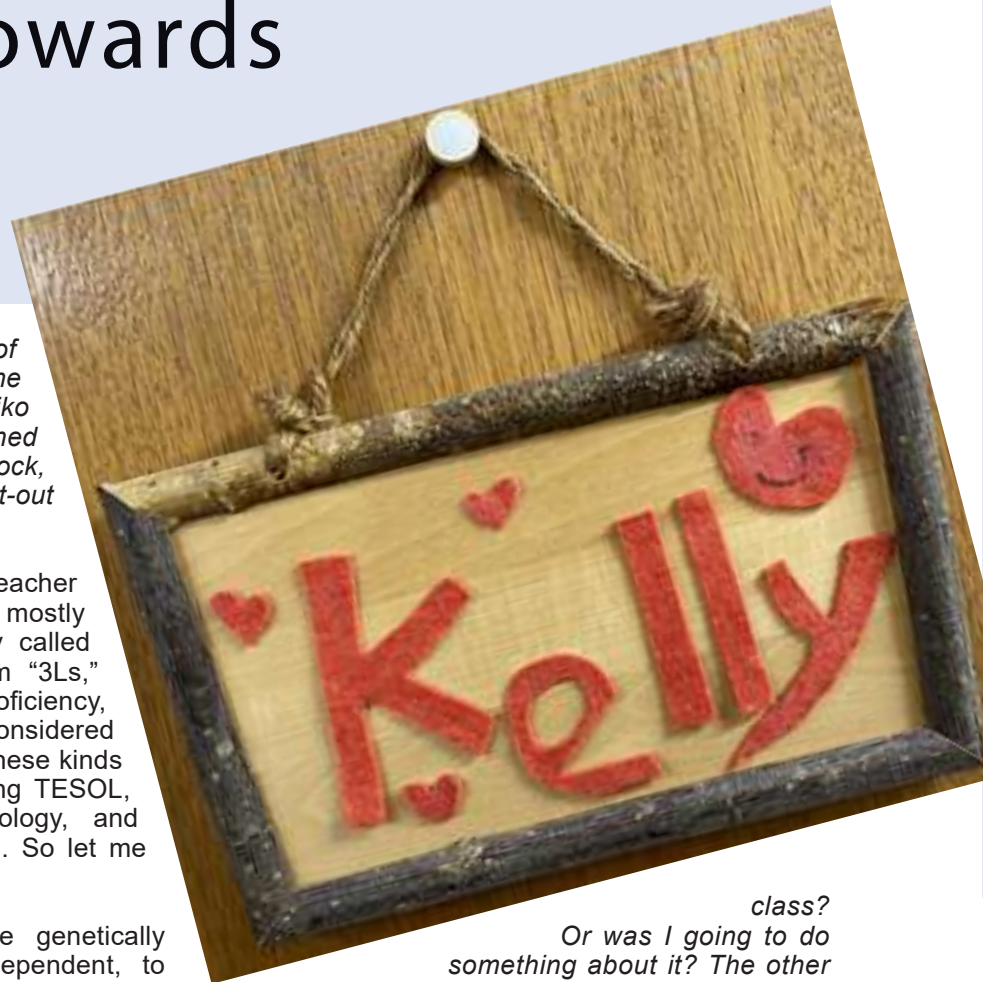 owards
of
ne
iko
ned
ock,
t-out
eacher
mostly
y called
m “3Ls,”
oficiency,
onsidered
hese kinds
ng TESOL,
ology, and
. So let me
e genetically
ependent, to
Kelly
class?
Or was I going to do
something about it? The other